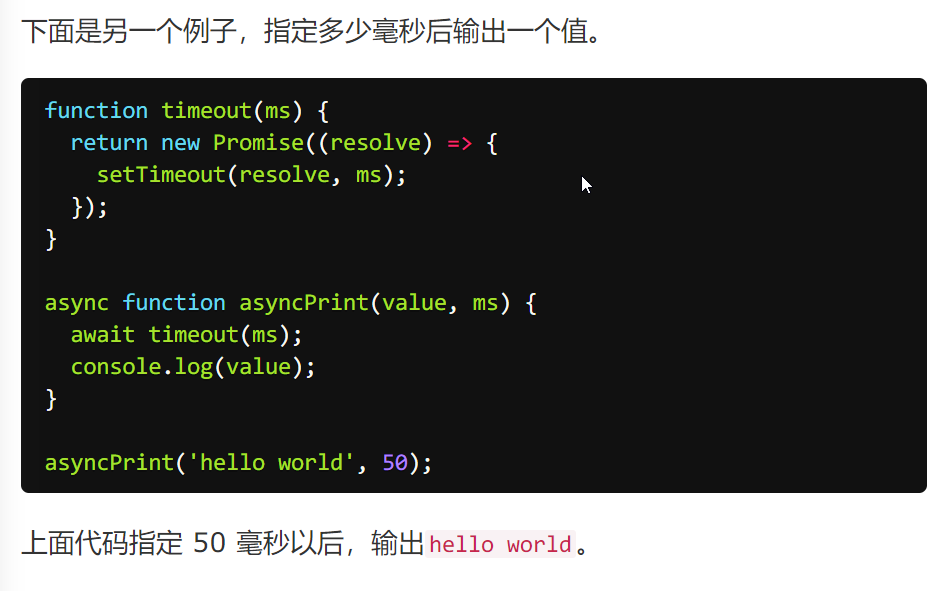 下面是另一个例子，指定多少毫秒后输出一个值。
function timeout(ms) {
  return new Promise((resolve) => {
    setTimeout(resolve, ms);
  });
}
async function asyncPrint(value, ms) {
  await timeout(ms);
  console.log(value);
}
asyncPrint('hello world', 50);
上面代码指定 50 毫秒以后，输出hello world。